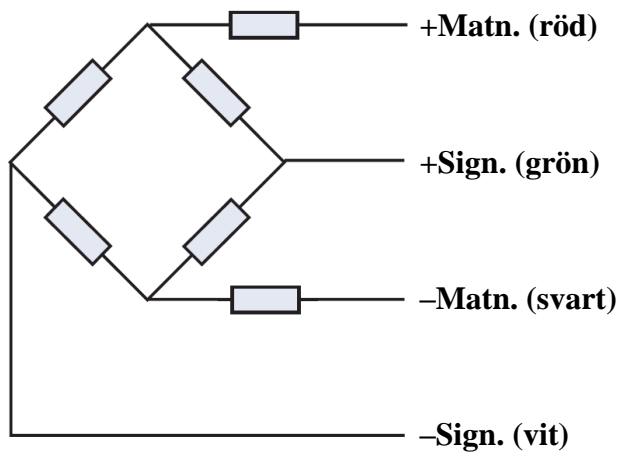 +Matn. (röd)
+Sign. (grön)
–Matn. (svart)
–Sign. (vit)